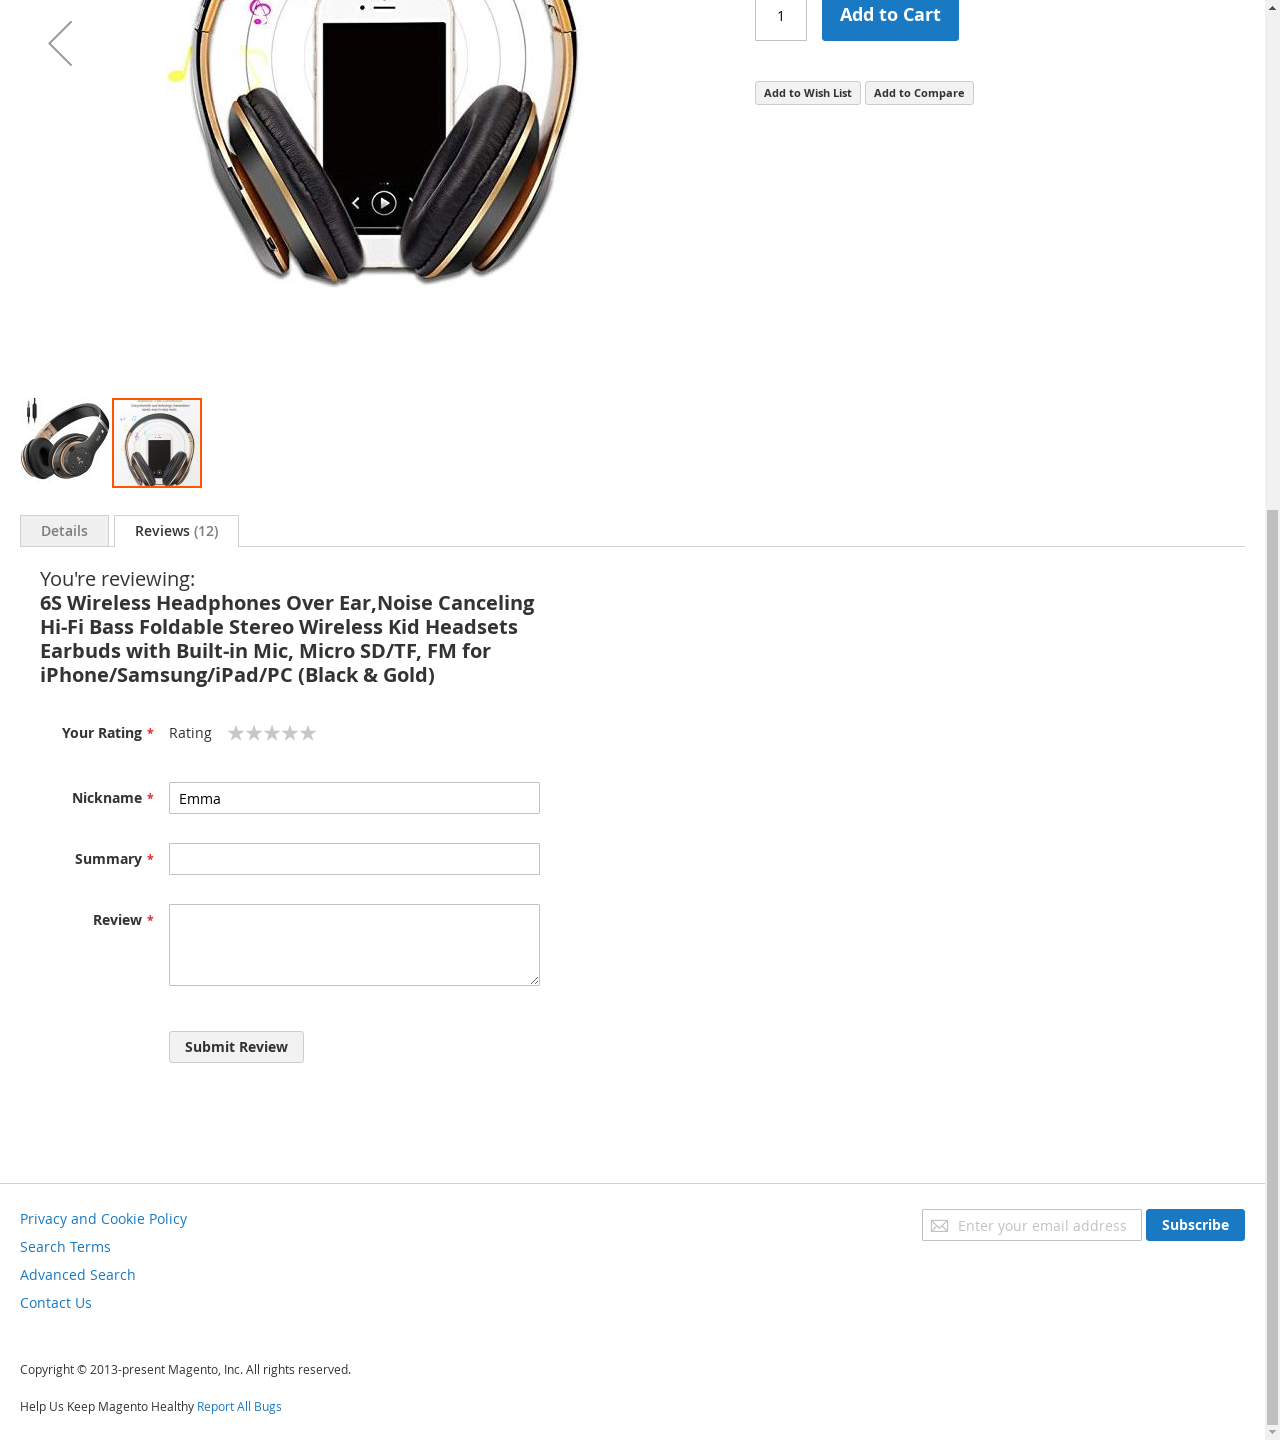 1
Add to Cart
Add to Wish List
Add to Compare
Details
Reviews (12)
You're reviewing:
6S Wireless Headphones Over Ear,Noise Canceling
Hi-Fi Bass Foldable Stereo Wireless Kid Headsets
Earbuds with Built-in Mic, Micro SD/TF, FM for
iPhone/Samsung/iPad/PC (Black & Gold)
Your Rating *
Rating
Nickname *
Emma
Summary *
Review *
Submit Review
Privacy and Cookie Policy
Search Terms
Advanced Search
Contact Us
Enter your email address
Subscribe
Copyright © 2013-present Magento, Inc. All rights reserved.
Help Us Keep Magento Healthy Report All Bugs